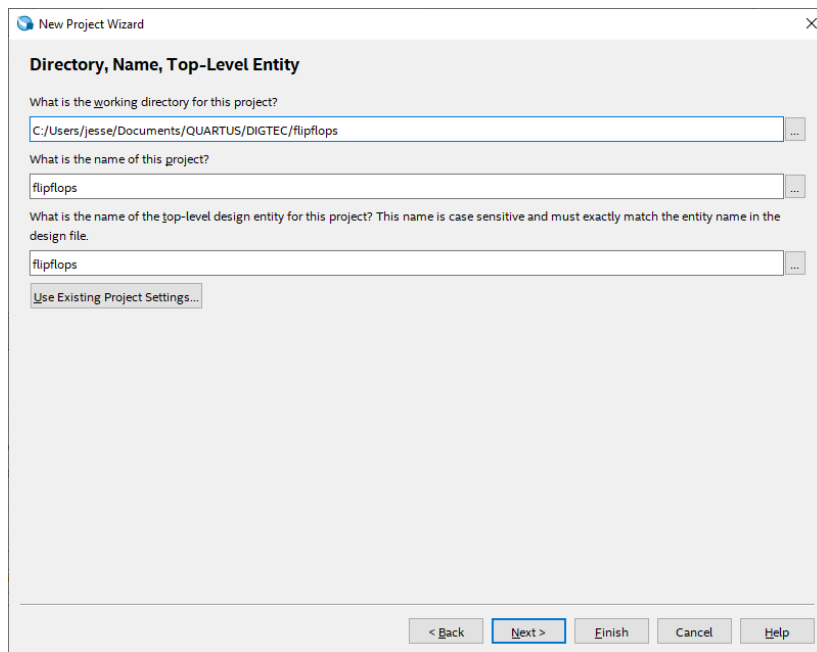 New Project Wizard
Directory, Name, Top-Level Entity
What is the working directory for this project?
C:/Users/jesse/Documents/QUARTUS/DIGTEC/flipflops
...
What is the name of this project?
flipflops
...
What is the name of the top-level design entity for this project? This name is case sensitive and must exactly match the entity name in the
design file.
flipflops
...
Use Existing Project Settings...
< Back
Next >
Finish
Cancel
Help